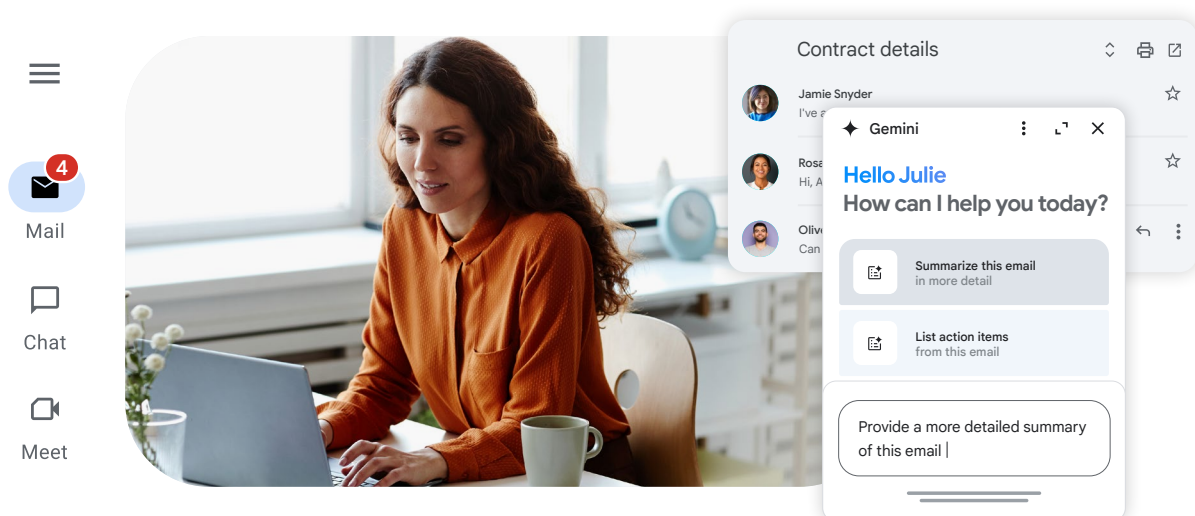 4
Mail
Chat
Meet
Contract details
Jamie Snyder
I've
Hi,
Can
Gemini
Hello Julie
How can I help you today?
Summarize this email
in more detail
List action items
from this email
Provide a more detailed summary
of this email